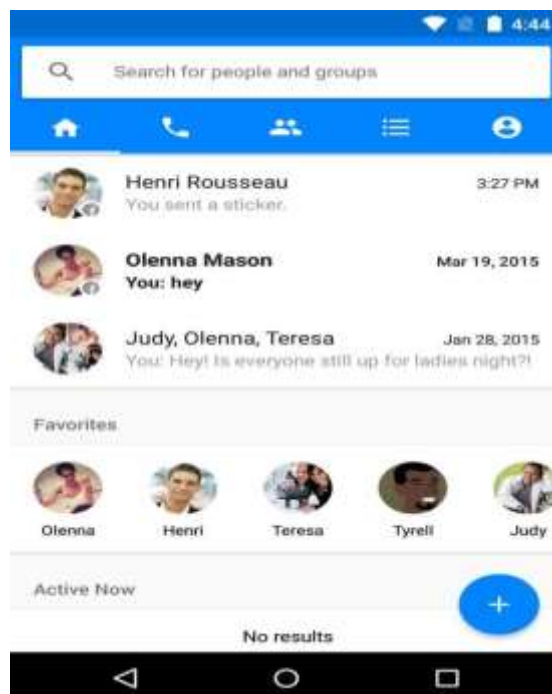 4:44
Search for people and groups
Henri Rousseau 3:27 PM
You sent a sticker.
Olenna Mason Mar 19, 2015
You: hey
Judy, Olenna, Teresa Jan 28, 2015
You: Hey! Is everyone still up for ladies night?!
Favorites
Olenna Henri Teresa Tyrell Judy
Active Now
No results